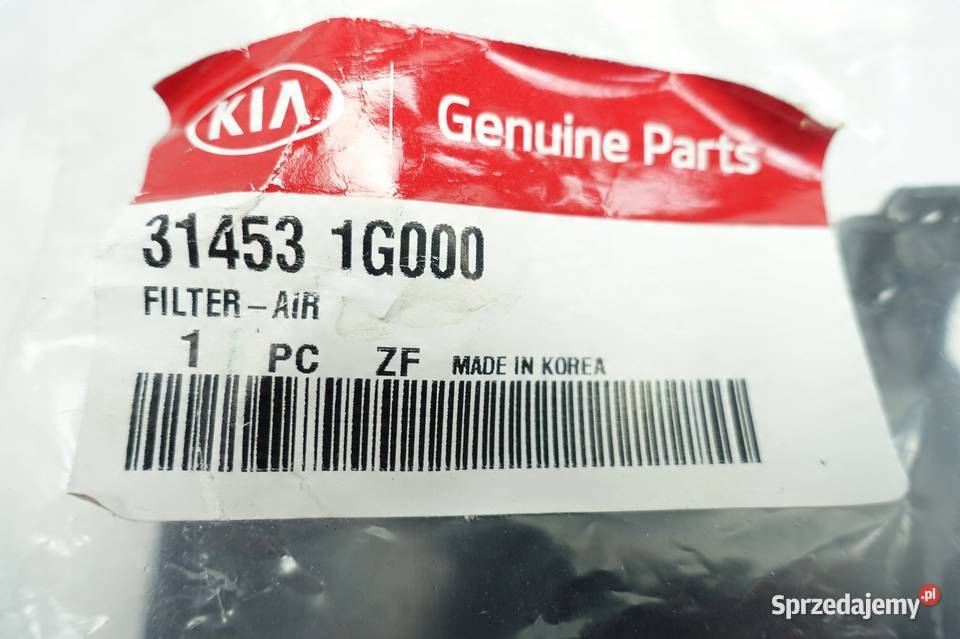 KIA Genuine Parts
31453 1G000
FILTER-AIR
1 PC ZF MADE IN KOREA
Sprzedajemy.pl